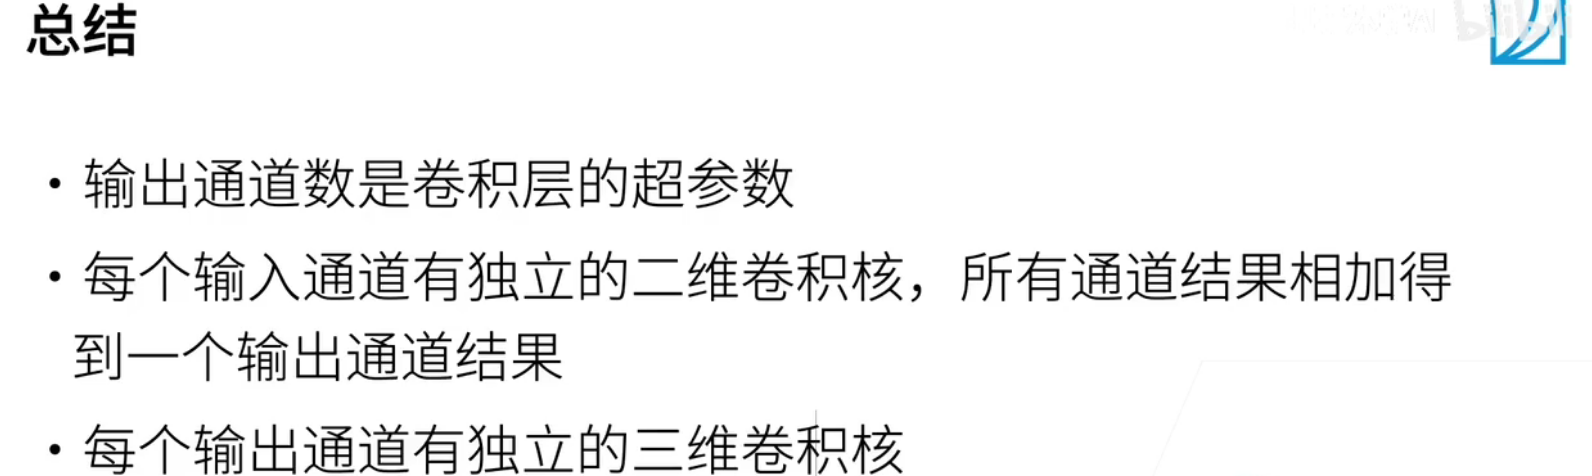 总结
bilibili
• 输出通道数是卷积层的超参数
• 每个输入通道有独立的二维卷积核，所有通道结果相加得
到一个输出通道结果
• 每个输出通道有独立的三维卷积核